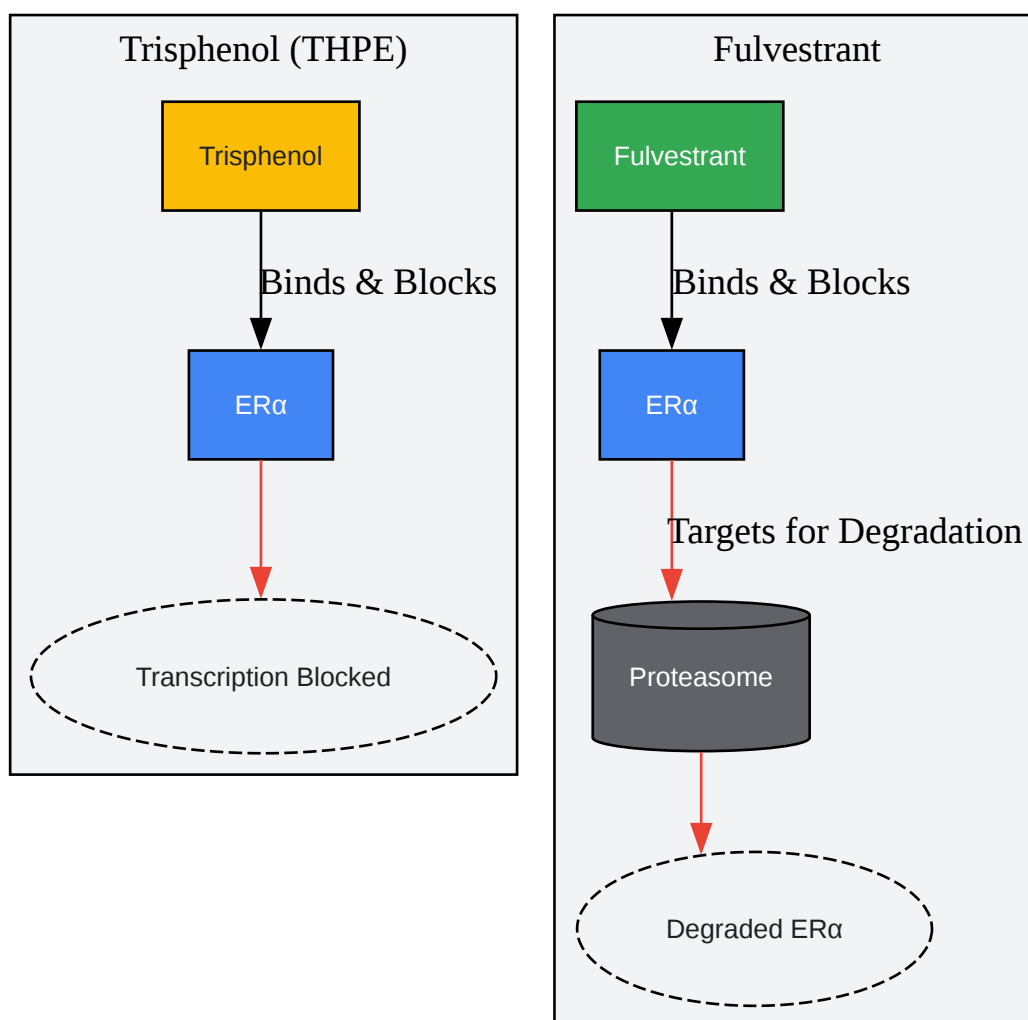 Trisphenol (THPE)
Trisphenol
Binds & Blocks
ERα
Transcription Blocked
Fulvestrant
Fulvestrant
Binds & Blocks
ERα
Targets for Degradation
Proteasome
Degraded ERα